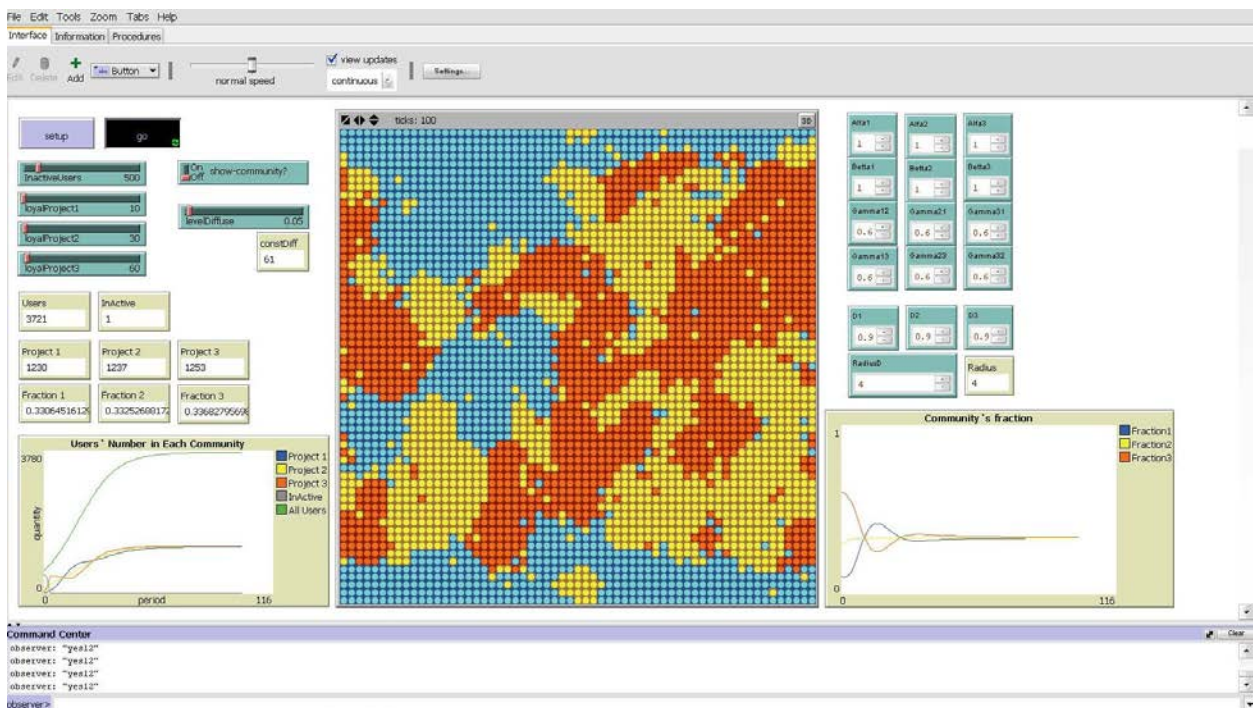 File Edit Tools Zoom Tabs Help
Interface Information Procedures
Edit Delete Add Button
normal speed
view updates
continuous
Settings...
setup
go
ticks: 100
3D
InactiveUsers 500
On
Off
show-community?
loyalProject1 10
levelDiffuse 0.05
loyalProject2 30
constDiff
61
loyalProject3 60
Users
3721
InActive
1
Project 1
1230
Project 2
1237
Project 3
1253
Fraction 1
0.3306451612
Fraction 2
0.3325268817
Fraction 3
0.3368279569
Users` Number in Each Community
3780
quantity
0
0
period
116
Project 1
Project 2
Project 3
InActive
All Users
Alfa1
1
Alfa2
1
Alfa3
1
Betta1
1
Betta2
1
Betta3
1
Gamma12
0.6
Gamma21
0.6
Gamma31
0.6
Gamma13
0.6
Gamma23
0.6
Gamma32
0.6
D1
0.9
D2
0.9
D3
0.9
RadiusD
4
Radius
4
Community`s fraction
1
0
0
116
Fraction1
Fraction2
Fraction3
Command Center
Clear
observer: "yes12"
observer: "yes12"
observer: "yes12"
observer: "yes12"
observer>